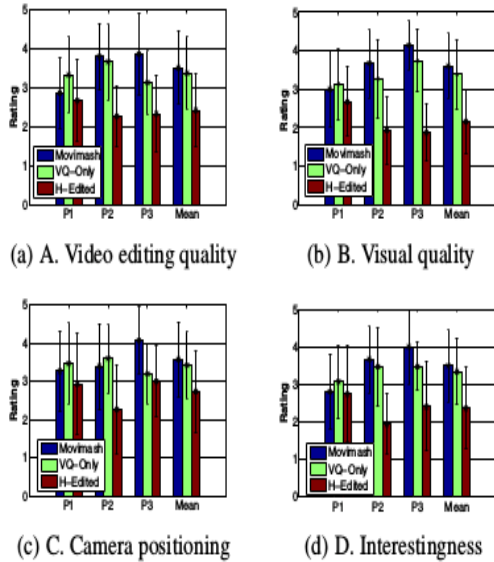 5
4
3
2
1
0
Rating
Movimash
VQ-Only
H-Edited
P1 P2 P3 Mean
(a) A. Video editing quality
5
4
3
2
1
0
Rating
Movimash
VQ-Only
H-Edited
P1 P2 P3 Mean
(b) B. Visual quality
5
4
3
2
1
0
Rating
Movimash
VQ-Only
H-Edited
P1 P2 P3 Mean
(c) C. Camera positioning
5
4
3
2
1
0
Rating
Movimash
VQ-Only
H-Edited
P1 P2 P3 Mean
(d) D. Interestingness